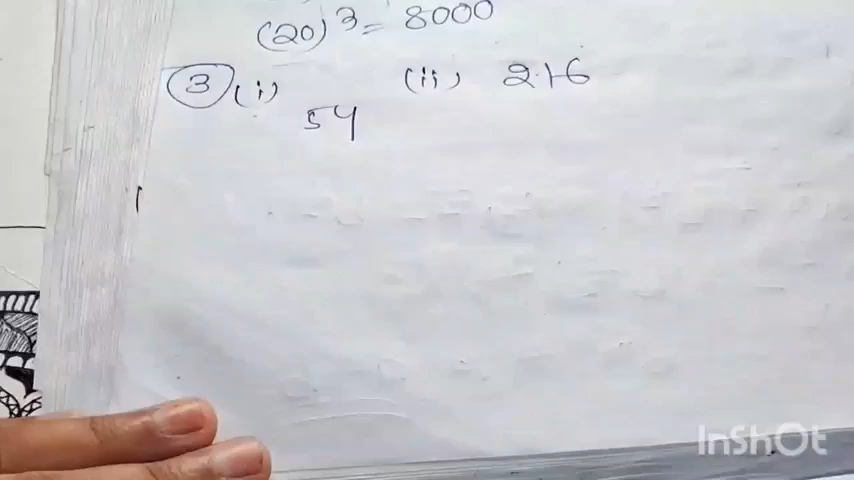 (20)³ = 8000
③ (i) (ii) 216
54
InShOt